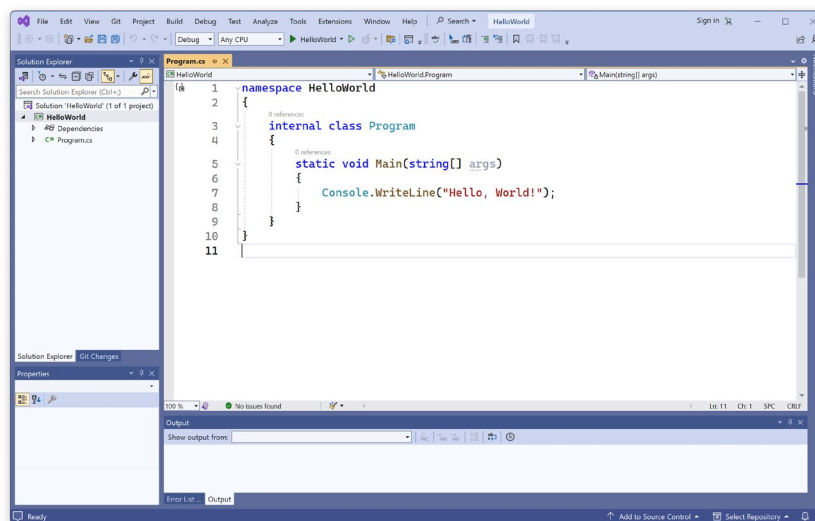 File Edit View Git Project Build Debug Test Analyze Tools Extensions Window Help Search HelloWorld Sign in
Debug Any CPU HelloWorld
Solution Explorer
Search Solution Explorer (Ctrl+;)
Solution 'HelloWorld' (1 of 1 project)
HelloWorld
Dependencies
C# Program.cs
Solution Explorer Git Changes
Properties
Program.cs
HelloWorld HelloWorld.Program Main(string[] args)
1 namespace HelloWorld
2 {
0 references
3 internal class Program
4 {
0 references
5 static void Main(string[] args)
6 {
7 Console.WriteLine("Hello, World!");
8 }
9 }
10 }
11
100 % No issues found Ln: 11 Ch: 1 SPC CRLF
Output
Show output from:
Error List ... Output
Ready Add to Source Control Select Repository